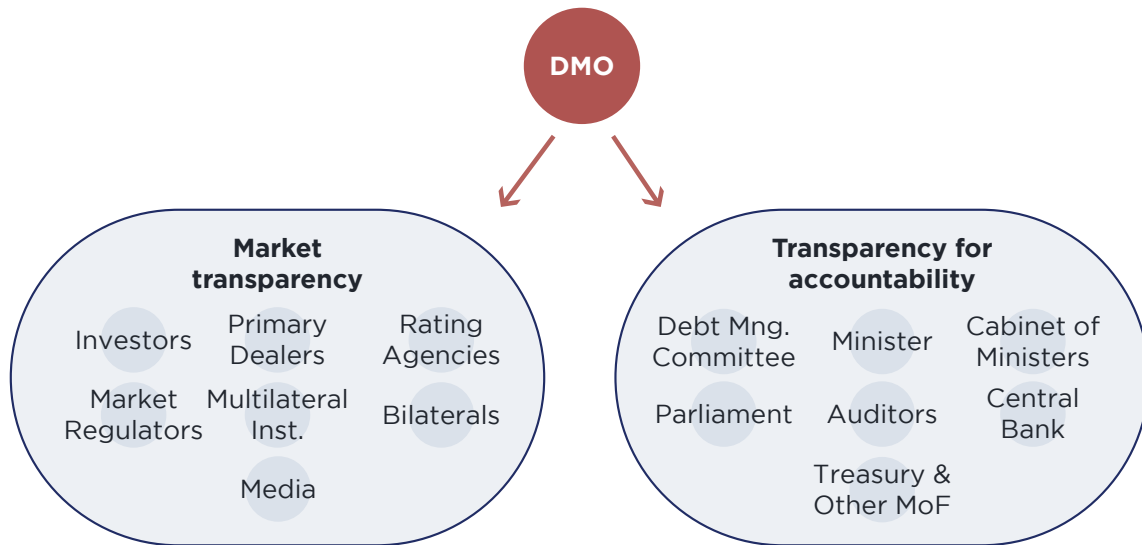 DMO
Market
transparency
Investors
Primary
Dealers
Rating
Agencies
Market
Regulators
Multilateral
Inst.
Bilaterals
Media
Transparency for
accountability
Debt Mng.
Committee
Minister
Cabinet of
Ministers
Parliament
Auditors
Central
Bank
Treasury &
Other MoF